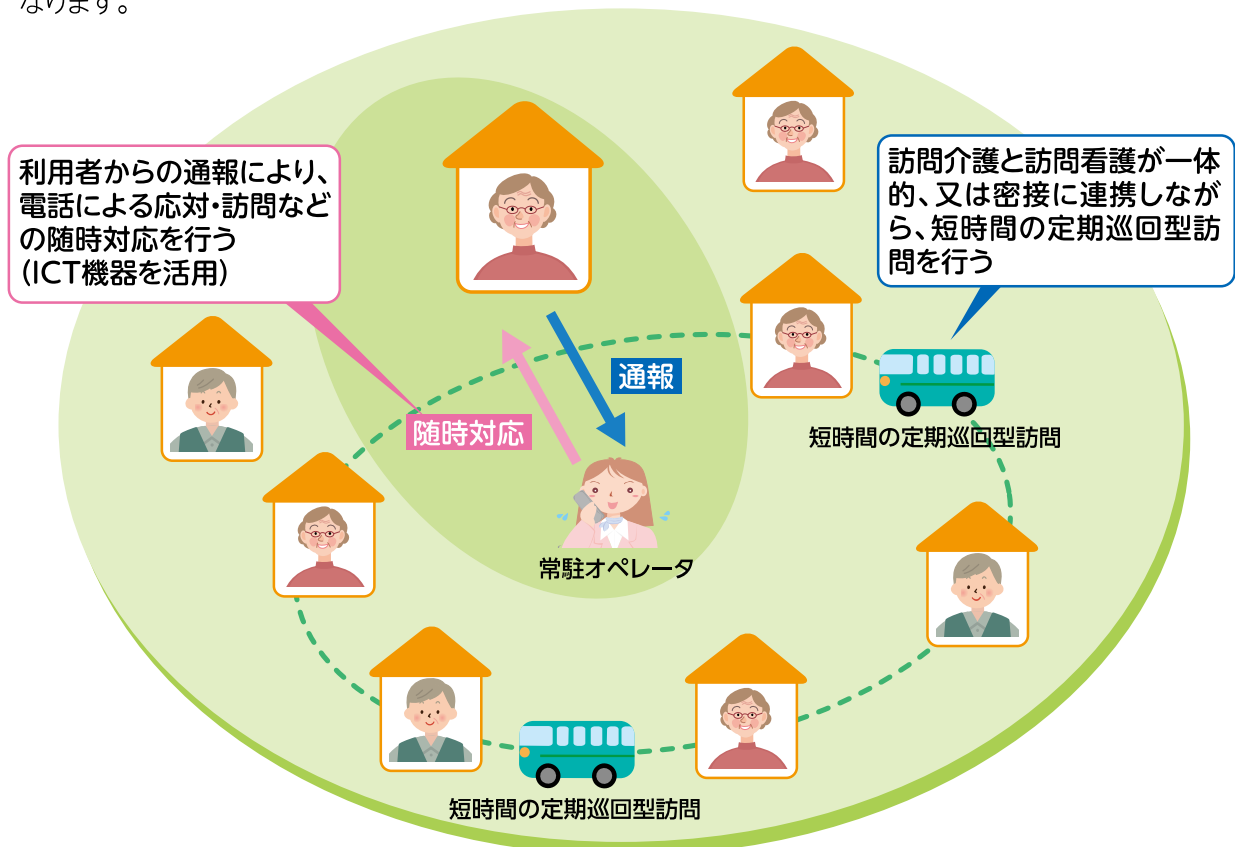 なります。
利用者からの通報により、
電話による応対・訪問など
の随時対応を行う
（ICT機器を活用）
訪問介護と訪問看護が一体
的、又は密接に連携しなが
ら、短時間の定期巡回型訪
問を行う
通報
随時対応
短時間の定期巡回型訪問
常駐オペレータ
短時間の定期巡回型訪問